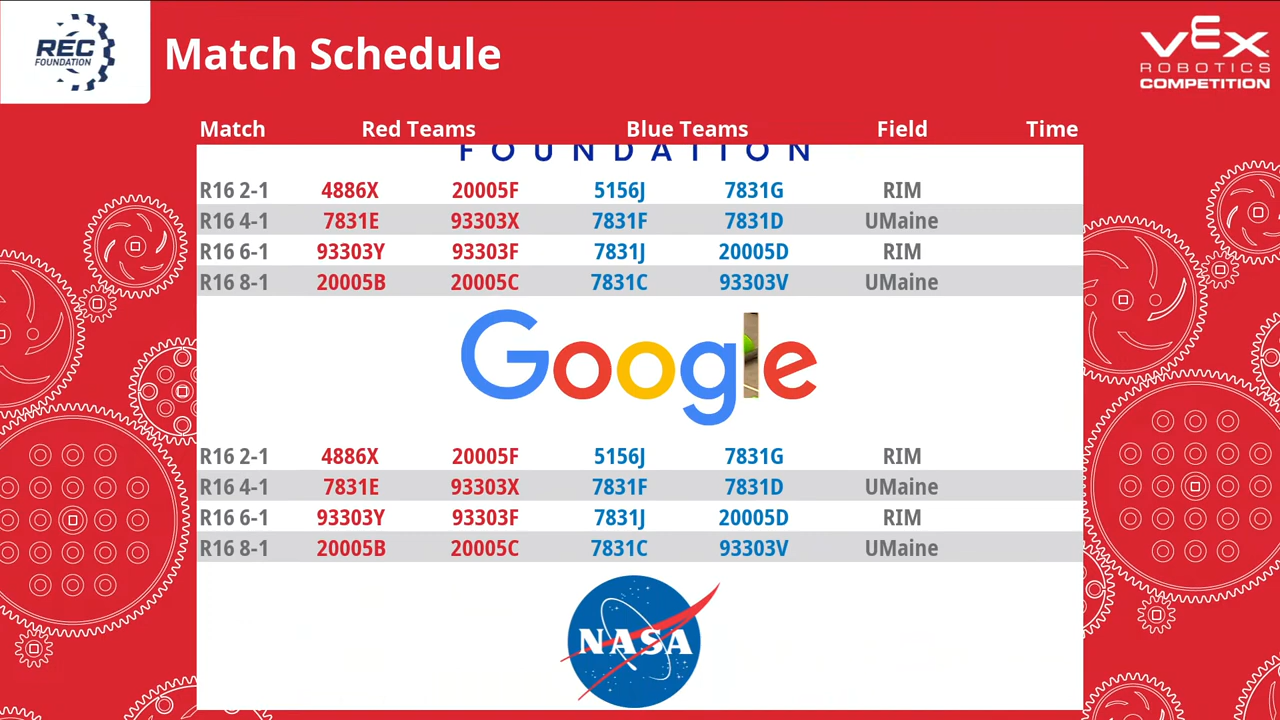 REC
FOUNDATION
Match Schedule
VEX
ROBOTICS
COMPETITION
Match Red Teams Blue Teams Field Time
FOUNDATION
R16 2-1 4886X 20005F 5156J 7831G RIM
R16 4-1 7831E 93303X 7831F 7831D UMaine
R16 6-1 93303Y 93303F 7831J 20005D RIM
R16 8-1 20005B 20005C 7831C 93303V UMaine
Google
R16 2-1 4886X 20005F 5156J 7831G RIM
R16 4-1 7831E 93303X 7831F 7831D UMaine
R16 6-1 93303Y 93303F 7831J 20005D RIM
R16 8-1 20005B 20005C 7831C 93303V UMaine
NASA